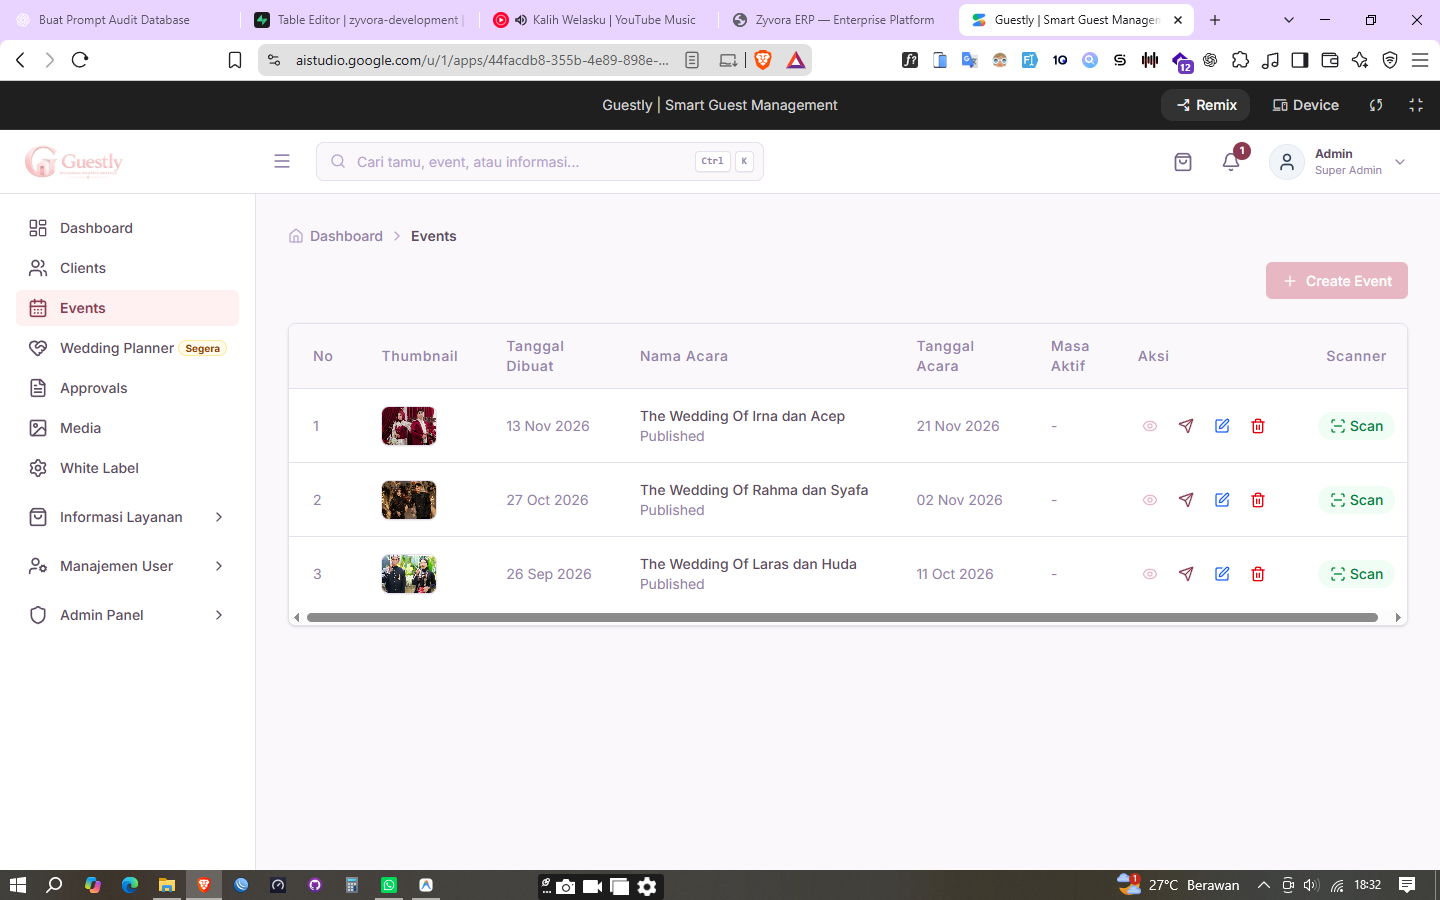 Buat Prompt Audit Database
Table Editor | zyvora-development |
Kalih Welasku | YouTube Music
Zyvora ERP — Enterprise Platform
Guestly | Smart Guest Managem
aistudio.google.com/u/1/apps/44facdb8-355b-4e89-898e-...
12
Guestly | Smart Guest Management
Remix
Device
Guestly
Cari tamu, event, atau informasi...
Ctrl K
1
Admin
Super Admin
Dashboard
Clients
Events
Wedding Planner Segera
Approvals
Media
White Label
Informasi Layanan
Manajemen User
Admin Panel
Dashboard > Events
+ Create Event
No Thumbnail Tanggal Dibuat Nama Acara Tanggal Acara Masa Aktif Aksi Scanner
1 13 Nov 2026 The Wedding Of Irna dan Acep 21 Nov 2026 - Scan
Published
2 27 Oct 2026 The Wedding Of Rahma dan Syafa 02 Nov 2026 - Scan
Published
3 26 Sep 2026 The Wedding Of Laras dan Huda 11 Oct 2026 - Scan
Published
1
27°C Berawan
18:32